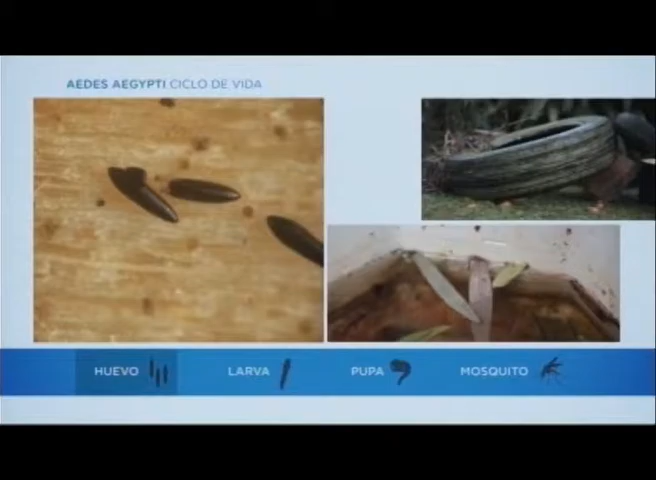 AEDES AEGYPTI CICLO DE VIDA
HUEVO
LARVA
PUPA
MOSQUITO